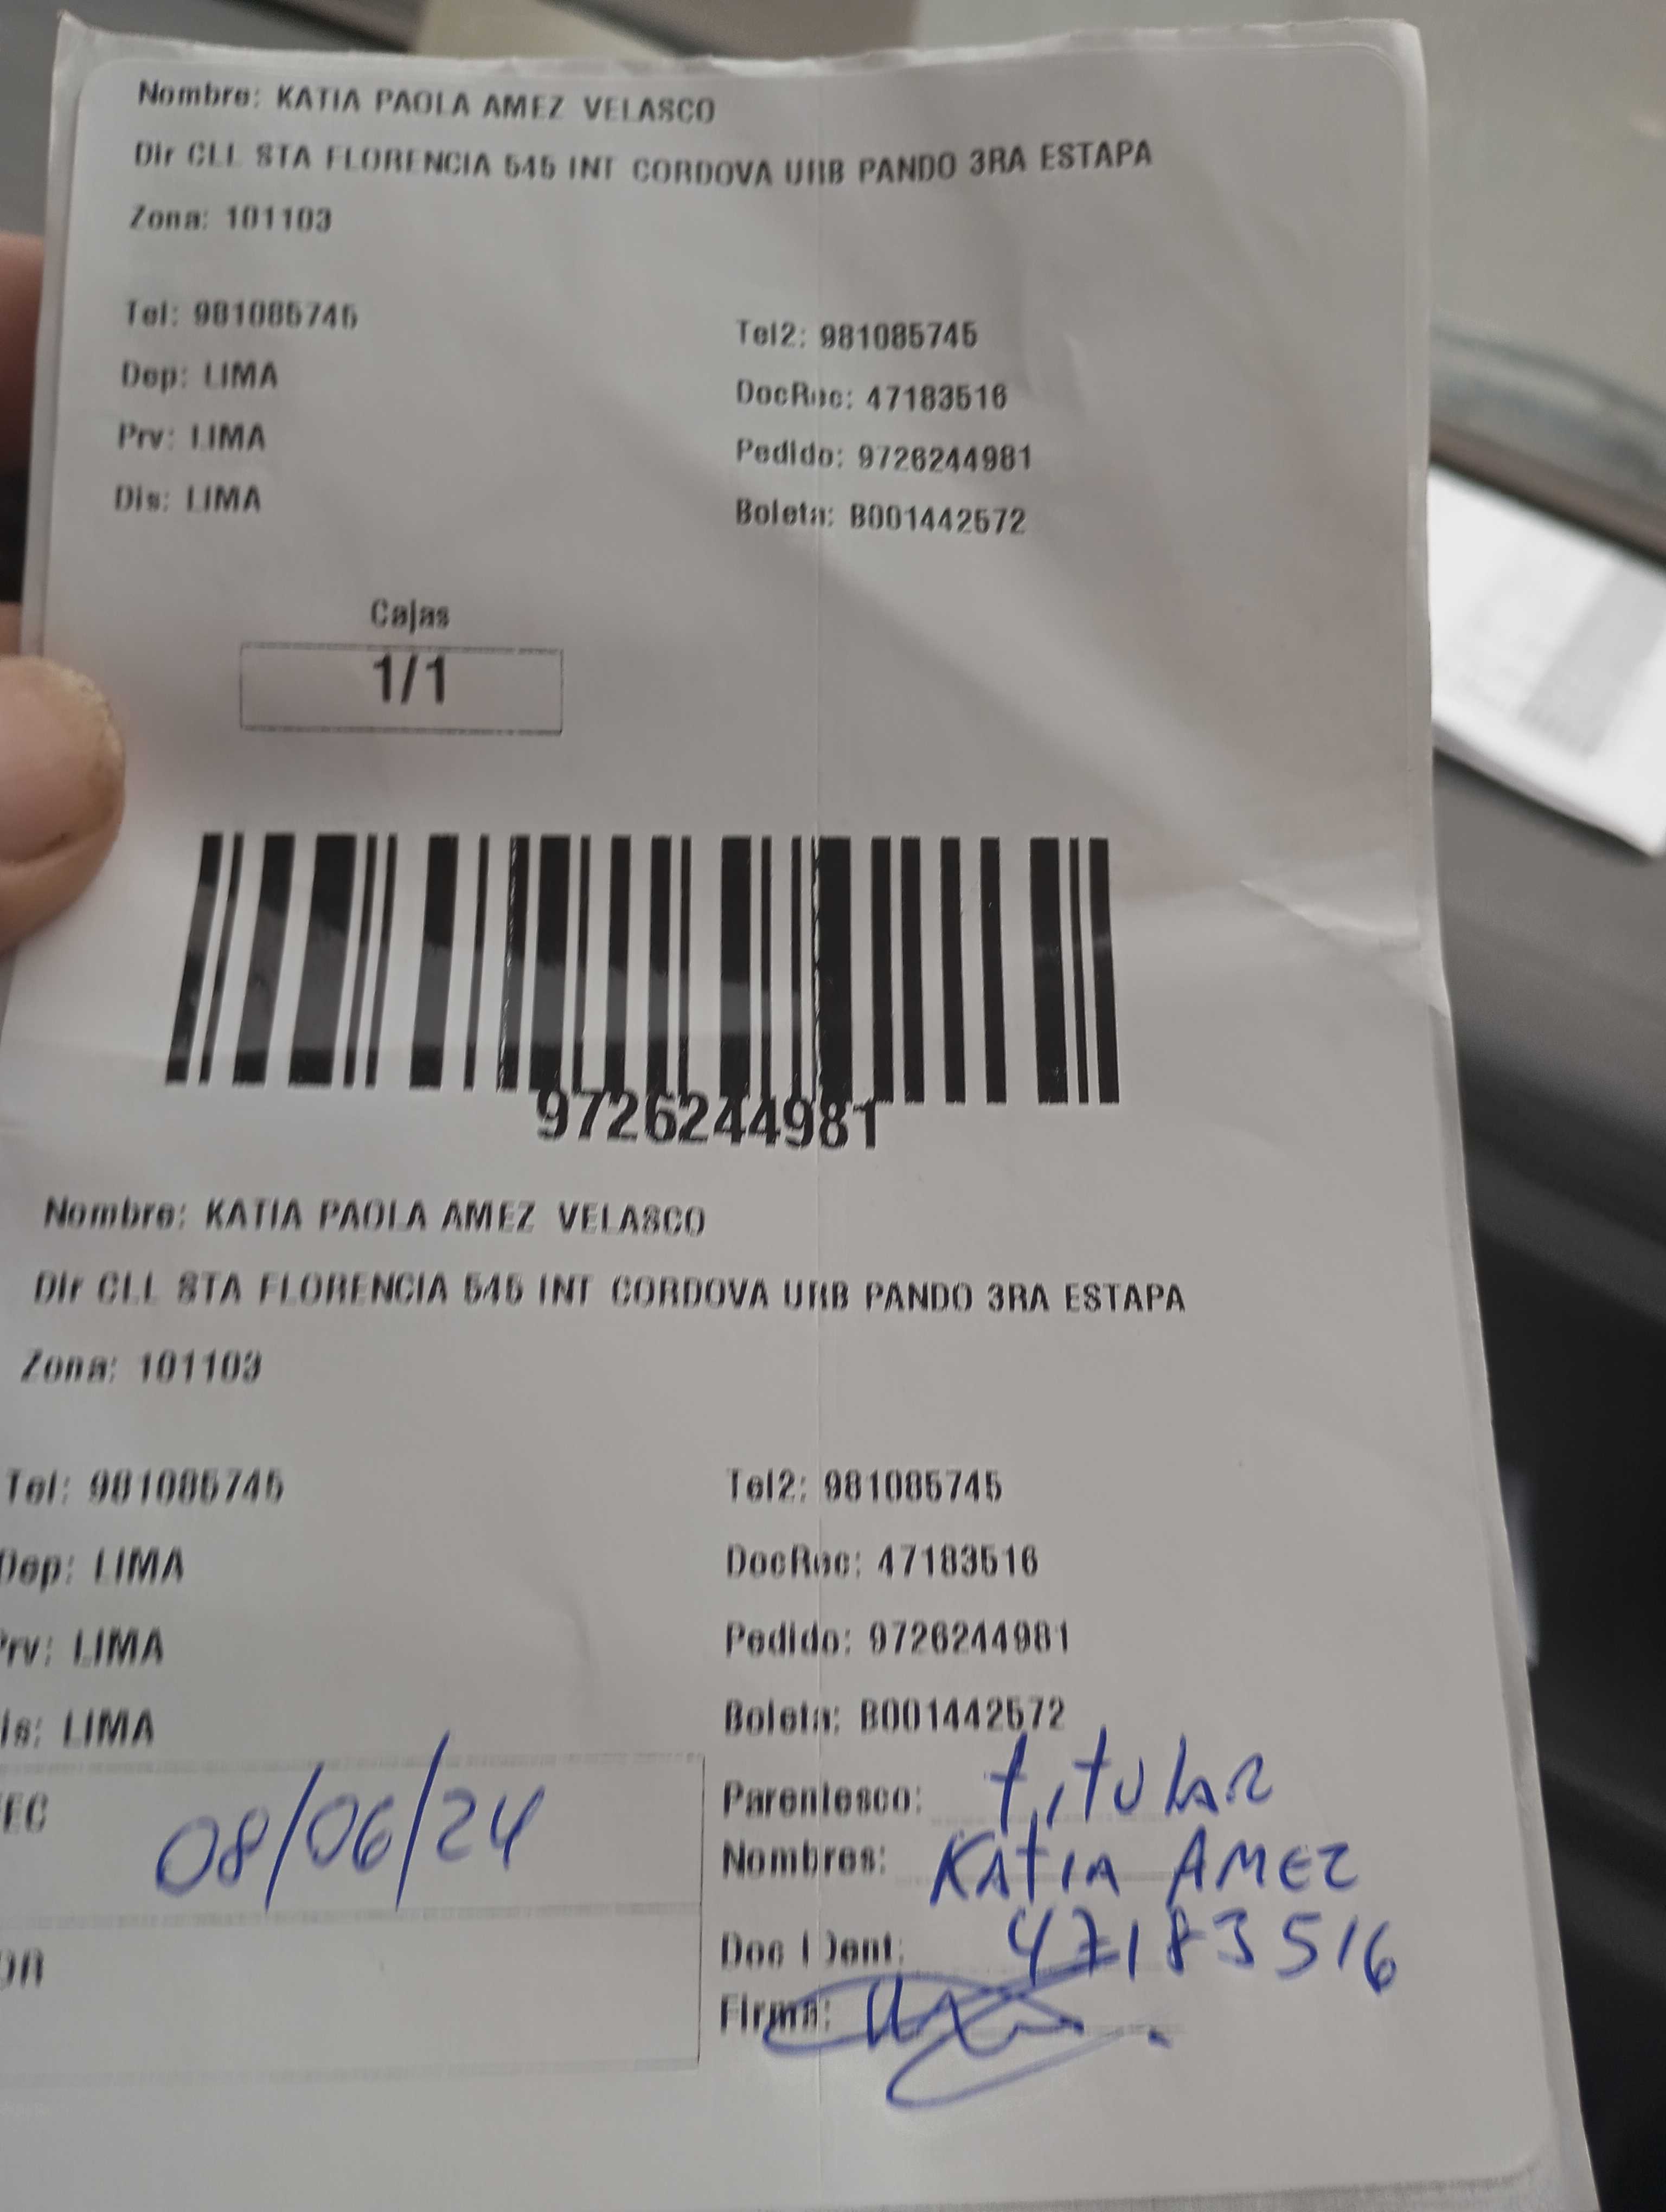 Nombre: KATIA PAOLA AMEZ VELASCO
Dir CLL STA FLORENCIA 545 INT CORDOVA URB PANDO 3RA ESTAPA
Zona: 101103
Tel: 981085745 Tel2: 981085745
Dep: LIMA DocRec: 47183516
Prv: LIMA Pedido: 9726244981
Dis: LIMA Boleta: B001442572
Cajas
1/1
9726244981
Nombre: KATIA PAOLA AMEZ VELASCO
Dir CLL STA FLORENCIA 545 INT CORDOVA URB PANDO 3RA ESTAPA
Zona: 101103
Tel: 981085745 Tel2: 981085745
Dep: LIMA DocRec: 47183516
Prv: LIMA Pedido: 9726244981
is: LIMA Boleta: B001442572
EC 08/06/24 Parentesco: titular
Nombres: KAtIA AMEZ
Doc Ident: 47183516
Firma: